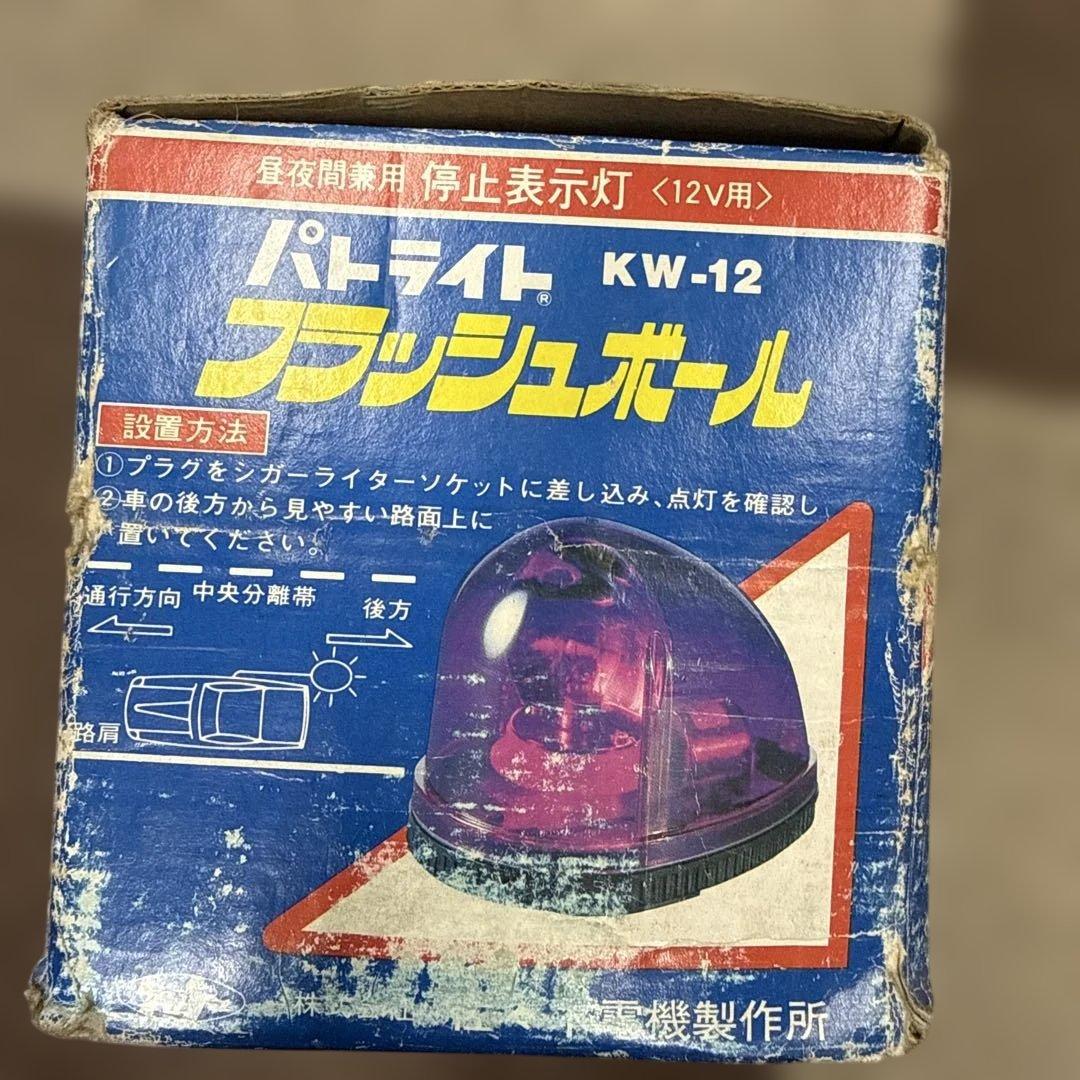 昼夜間兼用 停止表示灯 〈12V用〉
パトライト® KW-12
フラッシュボール
設置方法
①プラグをシガーライターソケットに差し込み、点灯を確認し
②車の後方から見やすい路面上に
置いてください。
通行方向 中央分離帯 後方
路肩
電機製作所